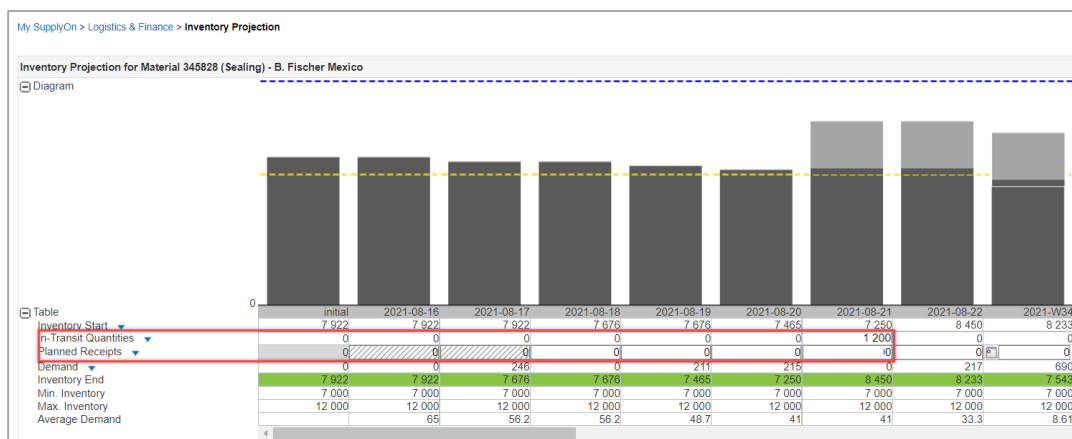 My SupplyOn > Logistics & Finance > Inventory Projection
Inventory Projection for Material 345828 (Sealing) - B. Fischer Mexico
Diagram
0
Table initial 2021-08-16 2021-08-17 2021-08-18 2021-08-19 2021-08-20 2021-08-21 2021-08-22 2021-W34
Inventory Start 7 922 7 922 7 922 7 676 7 676 7 465 7 250 8 450 8 233
In-Transit Quantities 0 0 0 0 0 0 1 200 0 0
Planned Receipts 0 0 0 0 0 0 0 0 0
Demand 0 0 246 0 211 215 0 217 690
Inventory End 7 922 7 922 7 676 7 676 7 465 7 250 8 450 8 233 7 543
Min. Inventory 7 000 7 000 7 000 7 000 7 000 7 000 7 000 7 000 7 000
Max. Inventory 12 000 12 000 12 000 12 000 12 000 12 000 12 000 12 000 12 000
Average Demand 65 56.2 56.2 48.7 41 41 33.3 8.61